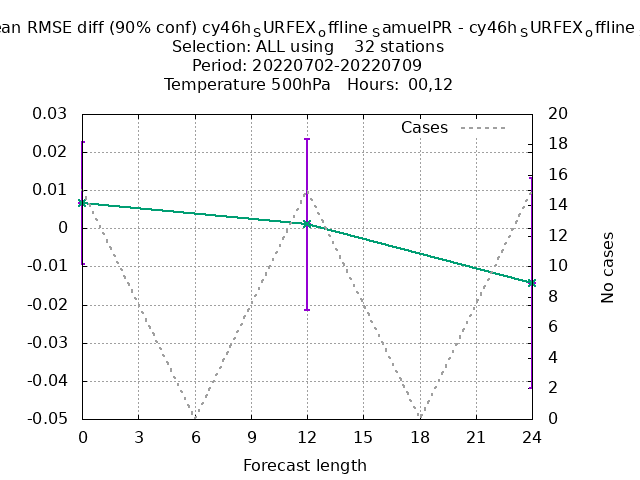 ean RMSE diff (90% conf) cy46h_SURFEX_offline_SamuelPR - cy46h_SURFEX_offline
Selection: ALL using 32 stations
Period: 20220702-20220709
Temperature 500hPa Hours: 00,12
Cases
0.03
0.02
0.01
0
-0.01
-0.02
-0.03
-0.04
-0.05
20
18
16
14
12
10
8
6
4
2
0
No cases
0 3 6 9 12 15 18 21 24
Forecast length